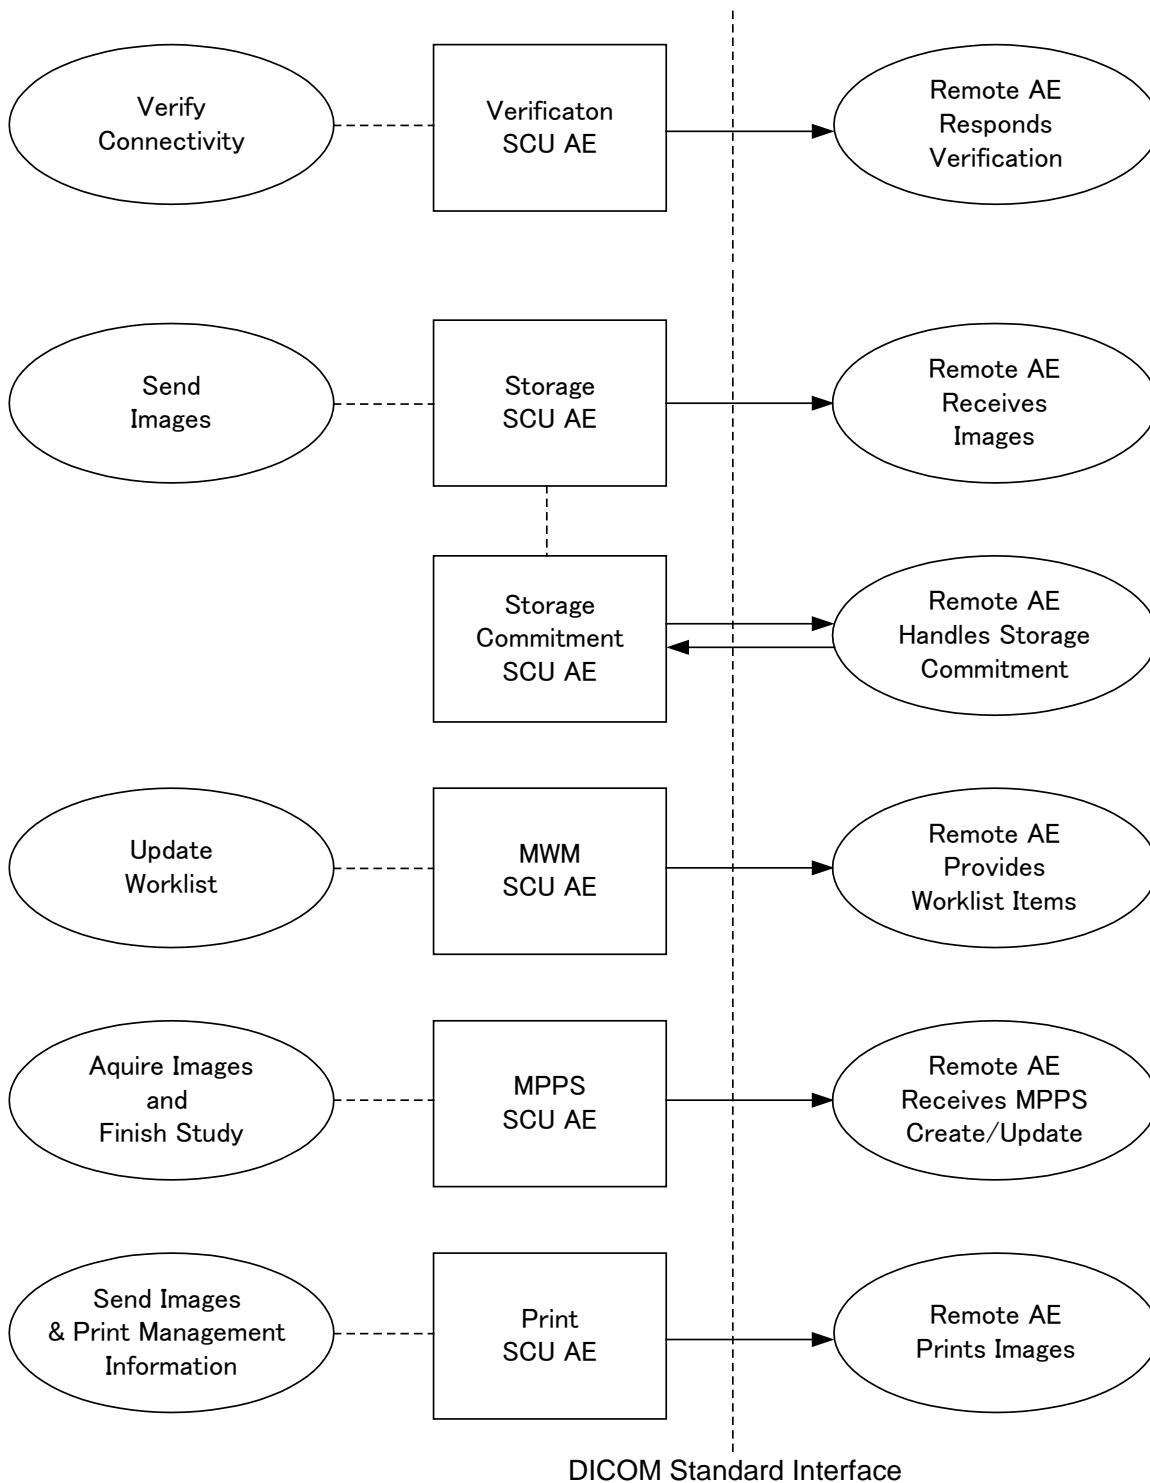 Verify
Connectivity
Verificaton
SCU AE
Remote AE
Responds
Verification
Send
Images
Storage
SCU AE
Remote AE
Receives
Images
Storage
Commitment
SCU AE
Remote AE
Handles Storage
Commitment
Update
Worklist
MWM
SCU AE
Remote AE
Provides
Worklist Items
Aquire Images
and
Finish Study
MPPS
SCU AE
Remote AE
Receives MPPS
Create/Update
Send Images
& Print Management
Information
Print
SCU AE
Remote AE
Prints Images
DICOM Standard Interface